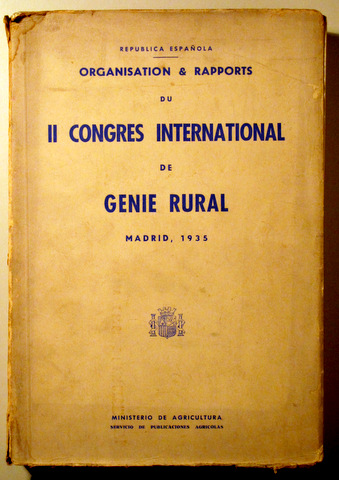 REPUBLICA ESPAÑOLA
ORGANISATION & RAPPORTS
DU
II CONGRES INTERNATIONAL
DE
GENIE RURAL
MADRID, 1935
MINISTERIO DE AGRICULTURA
SERVICIO DE PUBLICACIONES AGRICOLAS